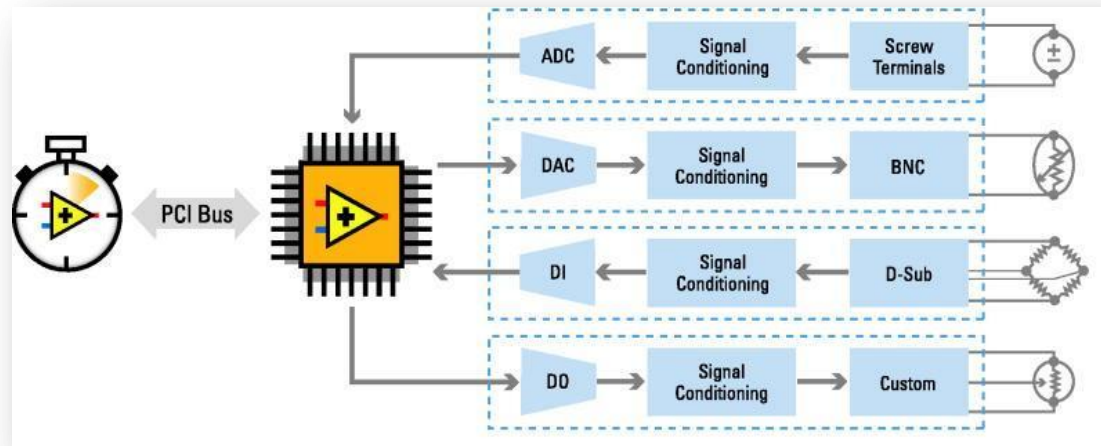 ADC
Signal
Conditioning
Screw
Terminals
PCI Bus
DAC
Signal
Conditioning
BNC
DI
Signal
Conditioning
D-Sub
DO
Signal
Conditioning
Custom